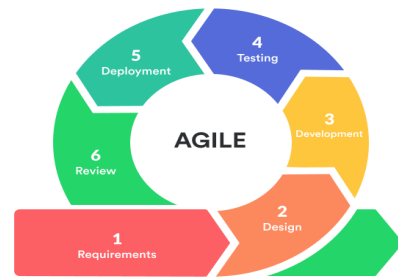 AGILE
1
Requirements
2
Design
3
Development
4
Testing
5
Deployment
6
Review